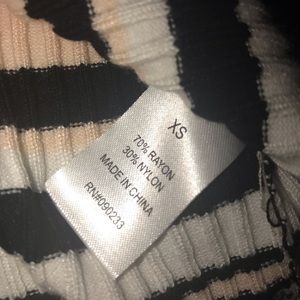 XS
70% RAYON
30% NYLON
MADE IN CHINA
RN#090233